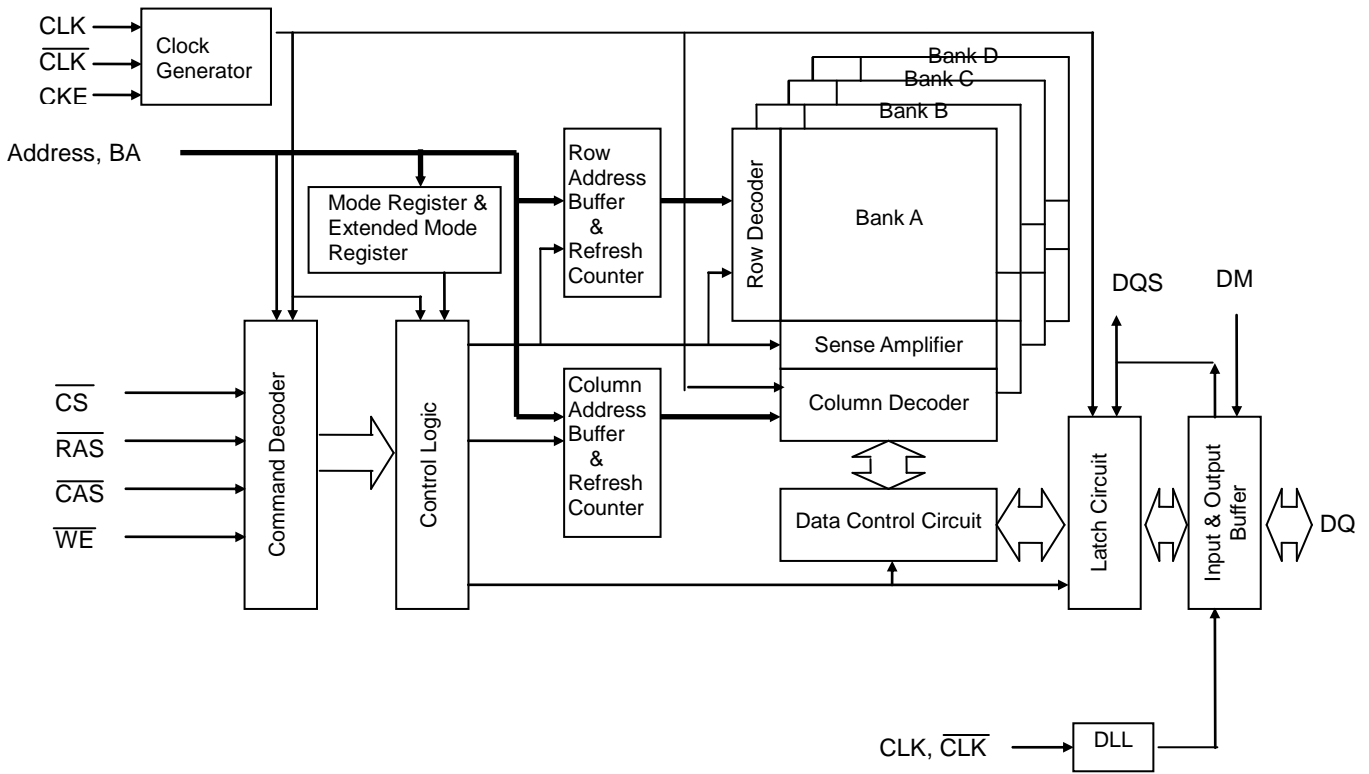 CLK
CLK
CKE
Clock
Generator
Bank D
Bank C
Bank B
Address, BA
Row
Address
Buffer
&
Refresh
Counter
Mode Register &
Extended Mode
Register
Row Decoder
Bank A
DQS
DM
Sense Amplifier
Column Decoder
CS
RAS
CAS
WE
Command Decoder
Control Logic
Column
Address
Buffer
&
Refresh
Counter
Data Control Circuit
Latch Circuit
Input & Output
Buffer
DQ
CLK, CLK
DLL